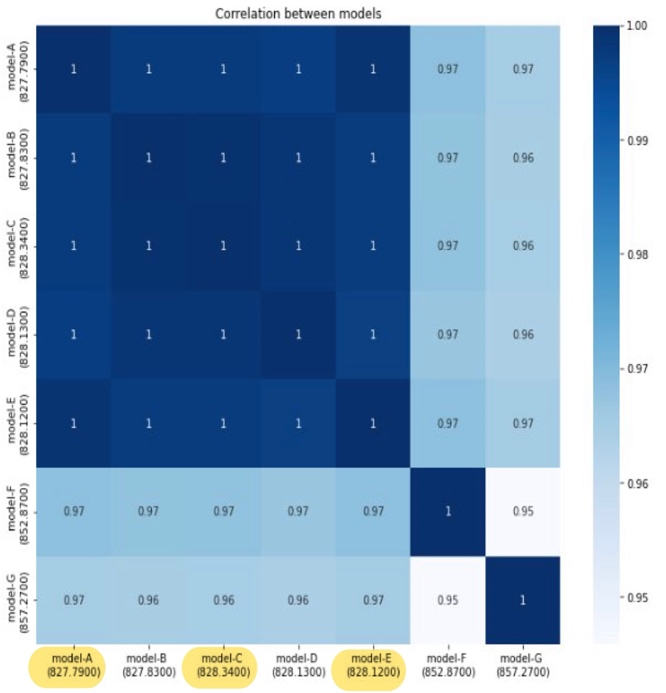 Correlation between models
model-A
(827.7900)
1 1 1 1 1 0.97 0.97
model-B
(827.8300)
1 1 1 1 1 0.97 0.96
model-C
(828.3400)
1 1 1 1 1 0.97 0.96
model-D
(828.1300)
1 1 1 1 1 0.97 0.96
model-E
(828.1200)
1 1 1 1 1 0.97 0.97
model-F
(852.8700)
0.97 0.97 0.97 0.97 0.97 1 0.95
model-G
(857.2700)
0.97 0.96 0.96 0.96 0.97 0.95 1
model-A model-B model-C model-D model-E model-F model-G
(827.7900) (827.8300) (828.3400) (828.1300) (828.1200) (852.8700) (857.2700)
1.00
0.99
0.98
0.97
0.96
0.95